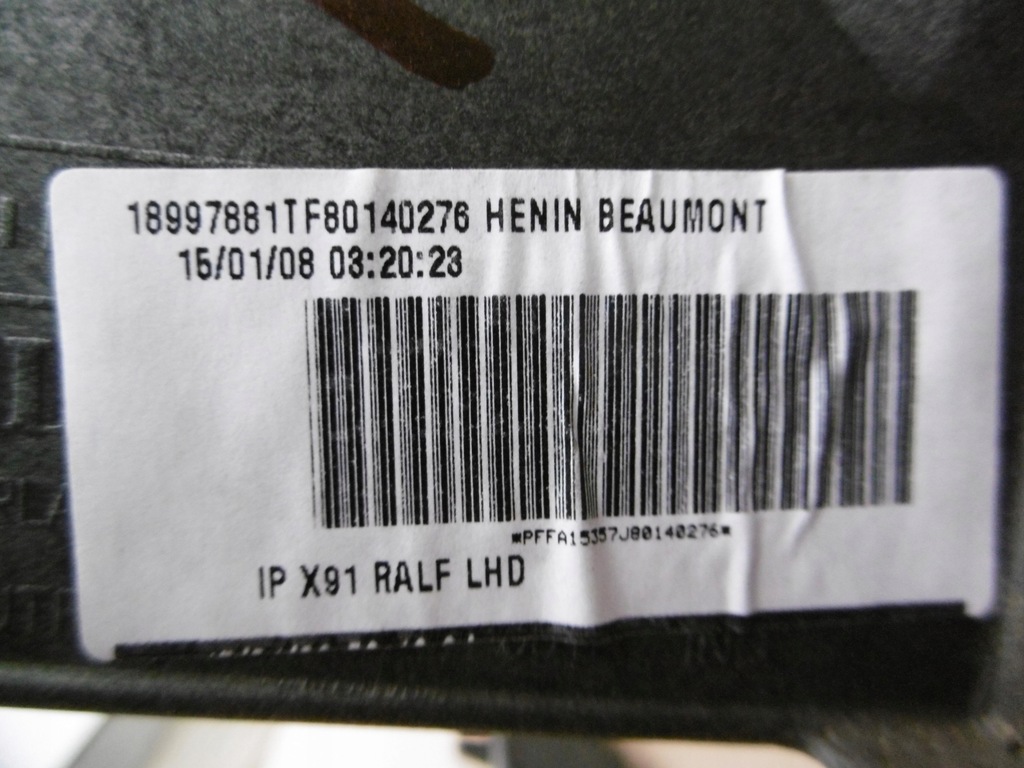 18997881TF80140276 HENIN BEAUMONT
15/01/08 03:20:23
*PFFA15357J80140276*
IP X91 RALF LHD